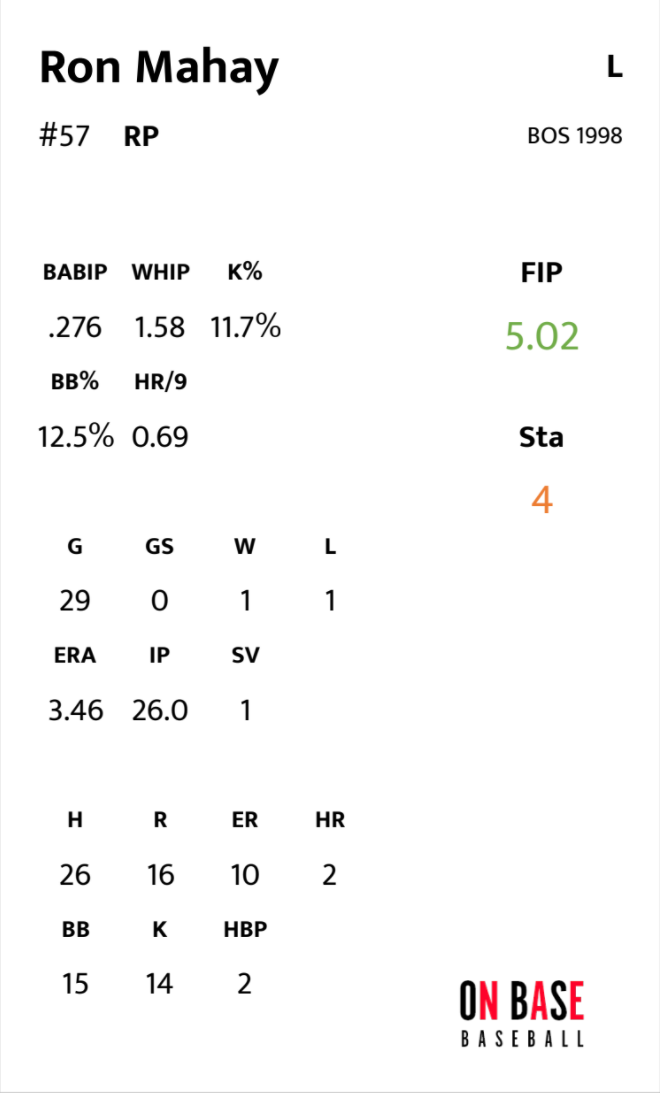 Ron Mahay L
#57 RP BOS 1998
BABIP WHIP K% FIP
.276 1.58 11.7% 5.02
BB% HR/9
12.5% 0.69 Sta
4
G GS W L
29 0 1 1
ERA IP SV
3.46 26.0 1
H R ER HR
26 16 10 2
BB K HBP
15 14 2
ON BASE
BASEBALL